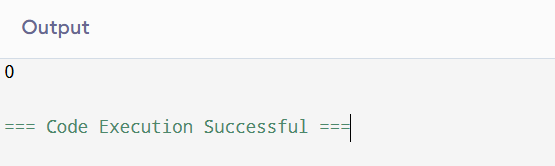 Output
0
=== Code Execution Successful ===